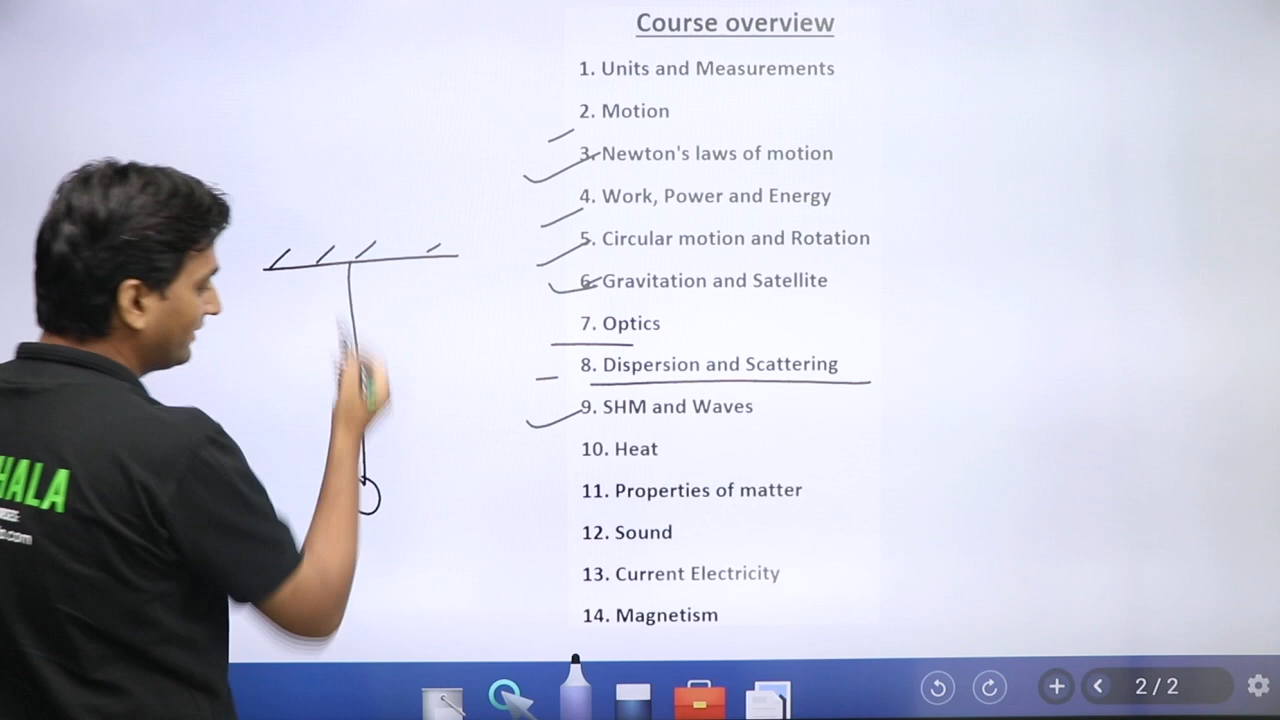 Course overview
1. Units and Measurements
2. Motion
3. Newton's laws of motion
4. Work, Power and Energy
5. Circular motion and Rotation
6. Gravitation and Satellite
7. Optics
8. Dispersion and Scattering
9. SHM and Waves
10. Heat
11. Properties of matter
12. Sound
13. Current Electricity
14. Magnetism
HALA
.com
2 / 2